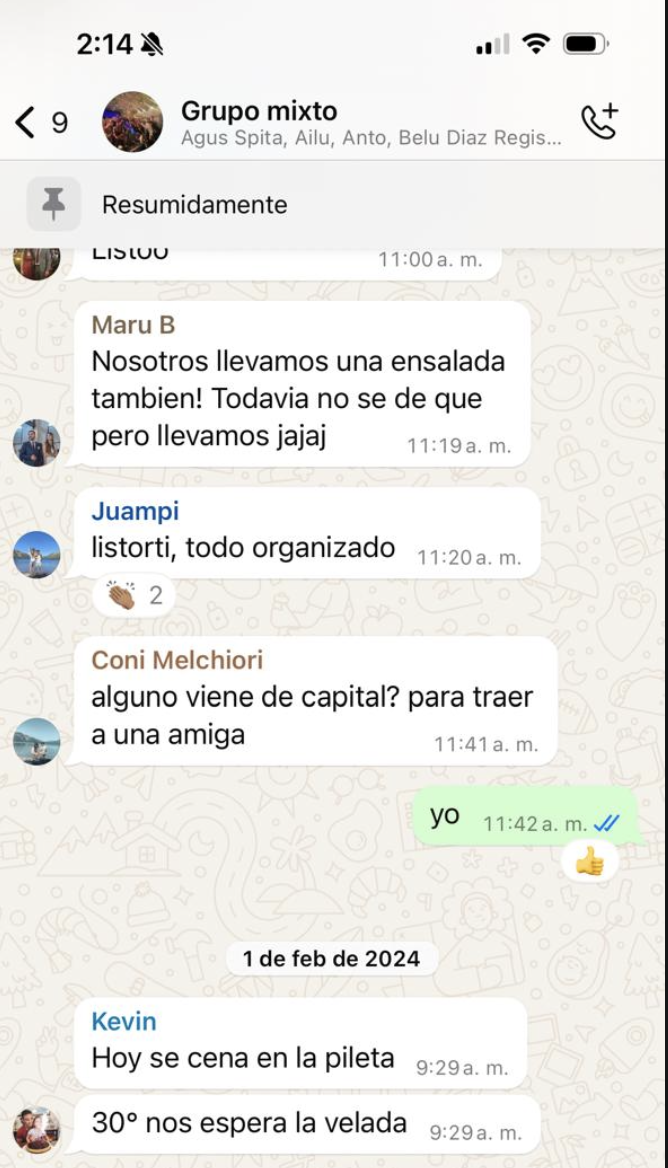 2:14
9
Grupo mixto
Agus Spita, Ailu, Anto, Belu Diaz Regis...
Resumidamente
Listoo
11:00 a. m.
Maru B
Nosotros llevamos una ensalada
tambien! Todavia no se de que
pero llevamos jajaj
11:19 a. m.
Juampi
listorti, todo organizado
11:20 a. m.
2
Coni Melchiori
alguno viene de capital? para traer
a una amiga
11:41 a. m.
yo
11:42 a. m.
1 de feb de 2024
Kevin
Hoy se cena en la pileta
9:29 a. m.
30° nos espera la velada
9:29 a. m.